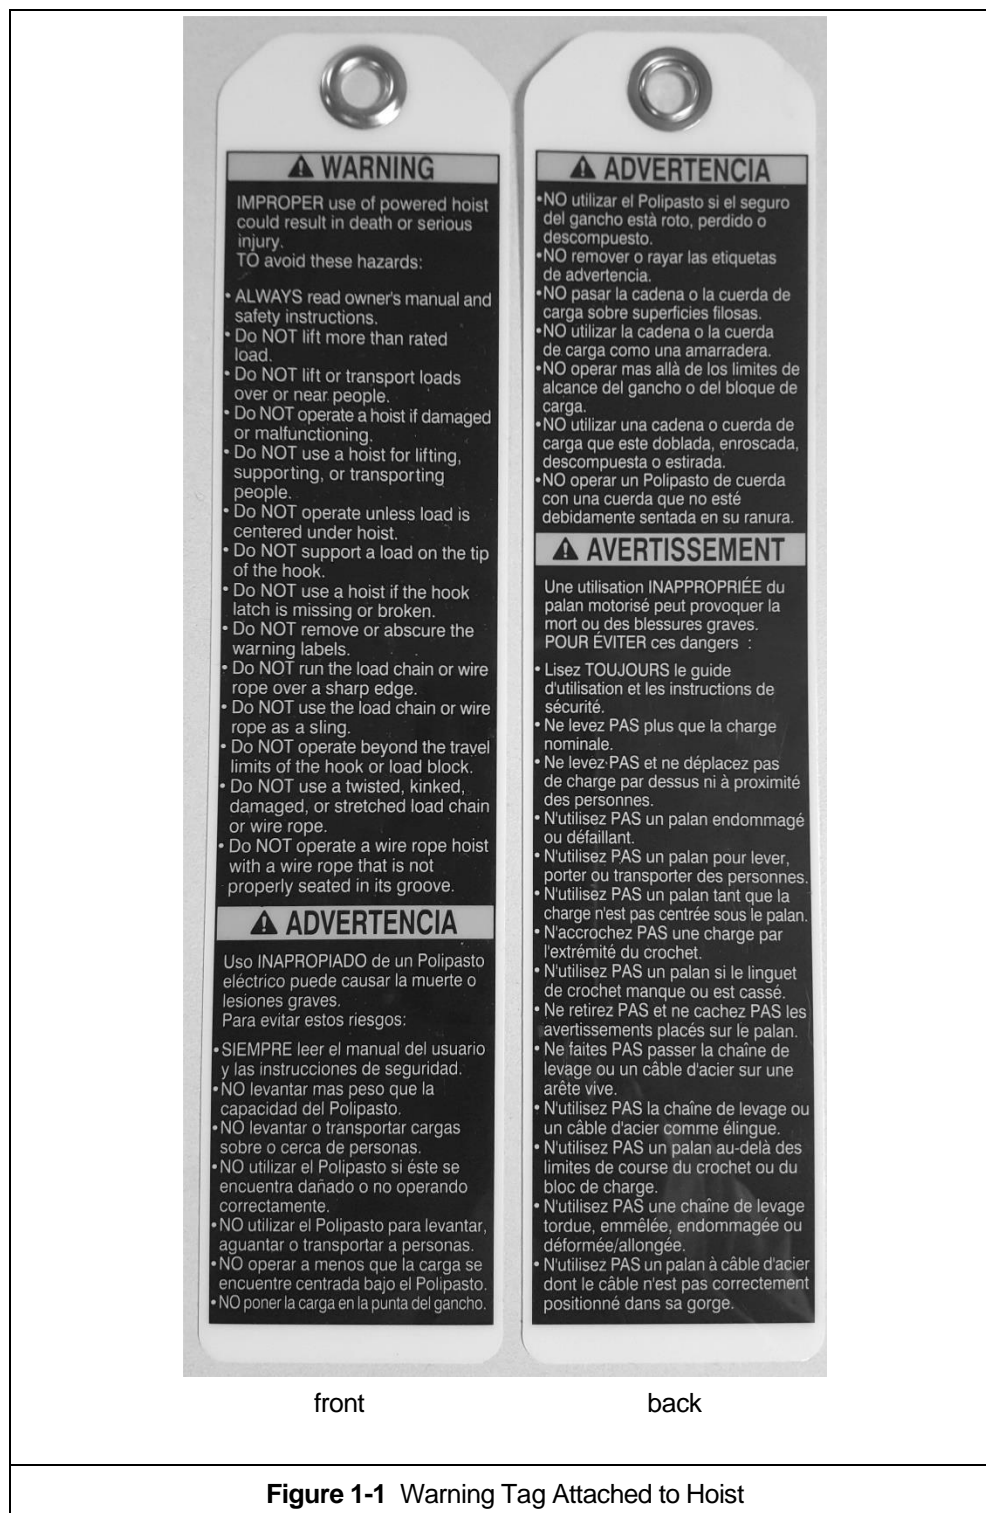 ⚠ WARNING
IMPROPER use of powered hoist
could result in death or serious
injury.
TO avoid these hazards:
• ALWAYS read owner's manual and
safety instructions.
• Do NOT lift more than rated
load.
• Do NOT lift or transport loads
over or near people.
• Do NOT operate a hoist if damaged
or malfunctioning.
• Do NOT use a hoist for lifting,
supporting, or transporting
people.
• Do NOT operate unless load is
centered under hoist.
• Do NOT support a load on the tip
of the hook.
• Do NOT use a hoist if the hook
latch is missing or broken.
• Do NOT remove or abscure the
warning labels.
• Do NOT run the load chain or wire
rope over a sharp edge.
• Do NOT use the load chain or wire
rope as a sling.
• Do NOT operate beyond the travel
limits of the hook or load block.
• Do NOT use a twisted, kinked,
damaged, or stretched load chain
or wire rope.
• Do NOT operate a wire rope hoist
with a wire rope that is not
properly seated in its groove.
⚠ ADVERTENCIA
Uso INAPROPIADO de un Polipasto
eléctrico puede causar la muerte o
lesiones graves.
Para evitar estos riesgos:
• SIEMPRE leer el manual del usuario
y las instrucciones de seguridad.
• NO levantar mas peso que la
capacidad del Polipasto.
• NO levantar o transportar cargas
sobre o cerca de personas.
• NO utilizar el Polipasto si éste se
encuentra dañado o no operando
correctamente.
• NO utilizar el Polipasto para levantar,
aguantar o transportar a personas.
• NO operar a menos que la carga se
encuentre centrada bajo el Polipasto.
• NO poner la carga en la punta del gancho.
front
⚠ ADVERTENCIA
• NO utilizar el Polipasto si el seguro
del gancho està roto, perdido o
descompuesto.
• NO remover o rayar las etiquetas
de advertencia.
• NO pasar la cadena o la cuerda de
carga sobre superficies filosas.
• NO utilizar la cadena o la cuerda
de carga como una amarradera.
• NO operar mas allà de los limites de
alcance del gancho o del bloque de
carga.
• NO utilizar una cadena o cuerda de
carga que este doblada, enroscada,
descompuesta o estirada.
• NO operar un Polipasto de cuerda
con una cuerda que no esté
debidamente sentada en su ranura.
⚠ AVERTISSEMENT
Une utilisation INAPPROPRIÉE du
palan motorisé peut provoquer la
mort ou des blessures graves.
POUR ÉVITER ces dangers :
• Lisez TOUJOURS le guide
d'utilisation et les instructions de
sécurité.
• Ne levez PAS plus que la charge
nominale.
• Ne levez PAS et ne déplacez pas
de charge par dessus ni à proximité
des personnes.
• N'utilisez PAS un palan endommagé
ou défaillant.
• N'utilisez PAS un palan pour lever,
porter ou transporter des personnes.
• N'utilisez PAS un palan tant que la
charge n'est pas centrée sous le palan.
• N'accrochez PAS une charge par
l'extrémité du crochet.
• N'utilisez PAS un palan si le linguet
de crochet manque ou est cassé.
• Ne retirez PAS et ne cachez PAS les
avertissements placés sur le palan.
• Ne faites PAS passer la chaîne de
levage ou un câble d'acier sur une
arête vive.
• N'utilisez PAS la chaîne de levage ou
un câble d'acier comme élingue.
• N'utilisez PAS un palan au-delà des
limites de course du crochet ou du
bloc de charge.
• N'utilisez PAS une chaîne de levage
tordue, emmêlée, endommagée ou
déformée/allongée.
• N'utilisez PAS un palan à câble d'acier
dont le câble n'est pas correctement
positionné dans sa gorge.
back
Figure 1-1 Warning Tag Attached to Hoist